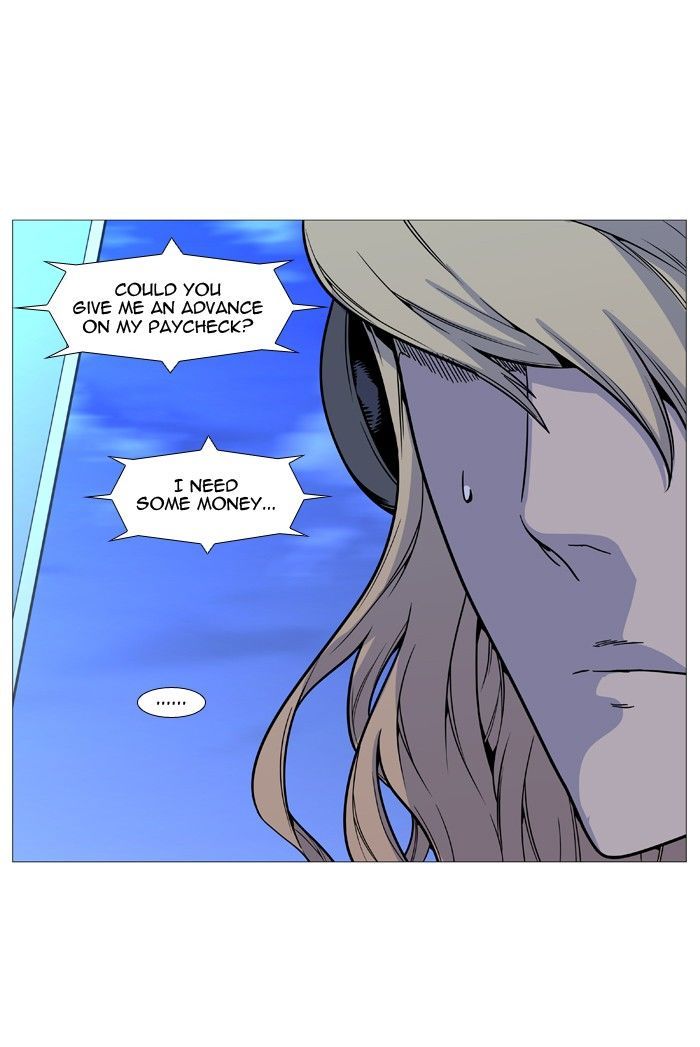 COULD YOU
GIVE ME AN ADVANCE
ON MY PAYCHECK?
I NEED
SOME MONEY...
......